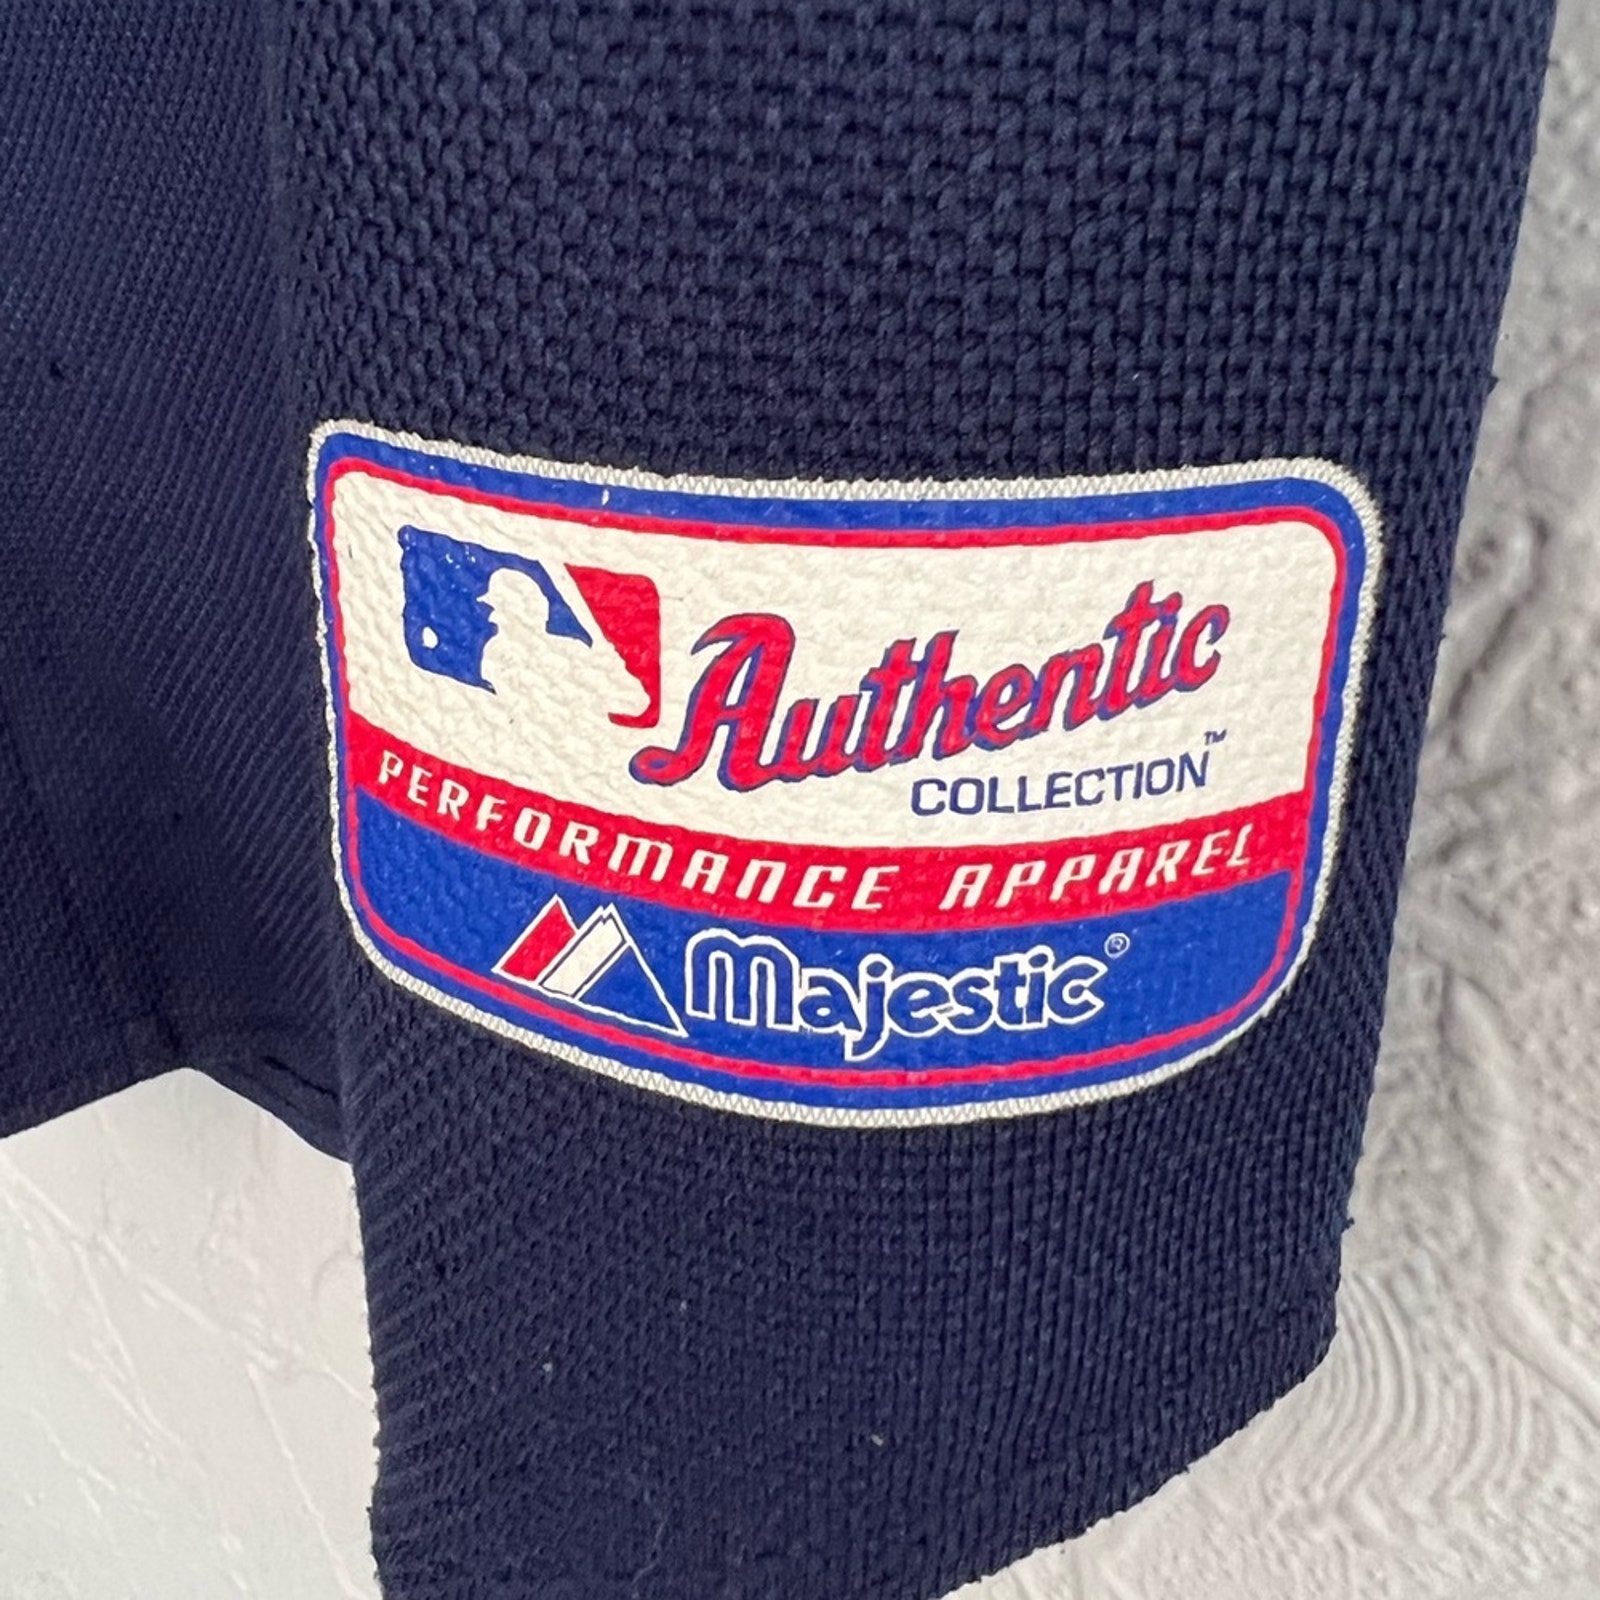 Authentic
COLLECTION™
PERFORMANCE APPAREL
Majestic®